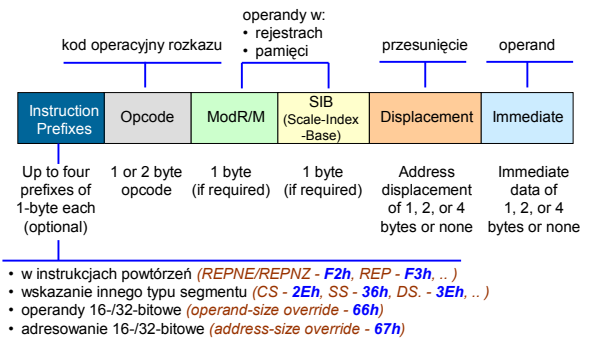 operandy w:
• rejestrach
• pamięci
kod operacyjny rozkazu
przesunięcie
operand
Instruction
Prefixes
Opcode
ModR/M
SIB
(Scale-Index
-Base)
Displacement
Immediate
Up to four
prefixes of
1-byte each
(optional)
1 or 2 byte
opcode
1 byte
(if required)
1 byte
(if required)
Address
displacement
of 1, 2, or 4
bytes or none
Immediate
data of
1, 2, or 4
bytes or none
• w instrukcjach powtórzeń (REPNE/REPNZ - F2h, REP - F3h, .. )
• wskazanie innego typu segmentu (CS - 2Eh, SS - 36h, DS. - 3Eh, .. )
• operandy 16-/32-bitowe (operand-size override - 66h)
• adresowanie 16-/32-bitowe (address-size override - 67h)